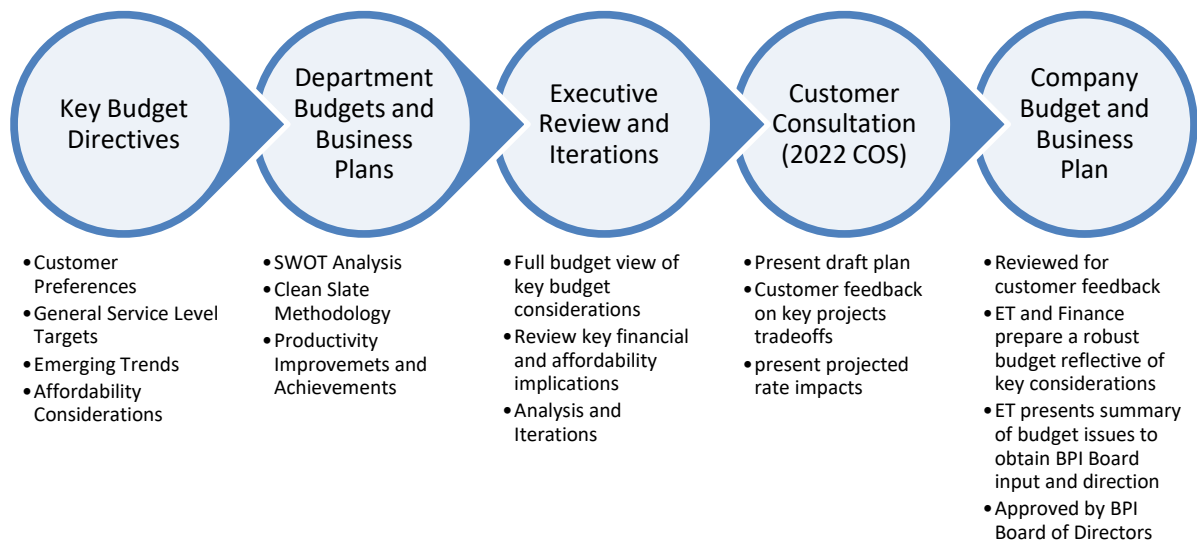 Key Budget
Directives
Department
Budgets and
Business
Plans
Executive
Review and
Iterations
Customer
Consultation
(2022 COS)
Company
Budget and
Business
Plan
•Customer
Preferences
•General Service Level
Targets
•Emerging Trends
•Affordability
Considerations
•SWOT Analysis
•Clean Slate
Methodology
•Productivity
Improvemets and
Achievements
•Full budget view of
key budget
considerations
•Review key financial
and affordability
implications
•Analysis and
Iterations
•Present draft plan
•Customer feedback
on key projects
tradeoffs
•present projected
rate impacts
•Reviewed for
customer feedback
•ET and Finance
prepare a robust
budget reflective of
key considerations
•ET presents summary
of budget issues to
obtain BPI Board
input and direction
•Approved by BPI
Board of Directors